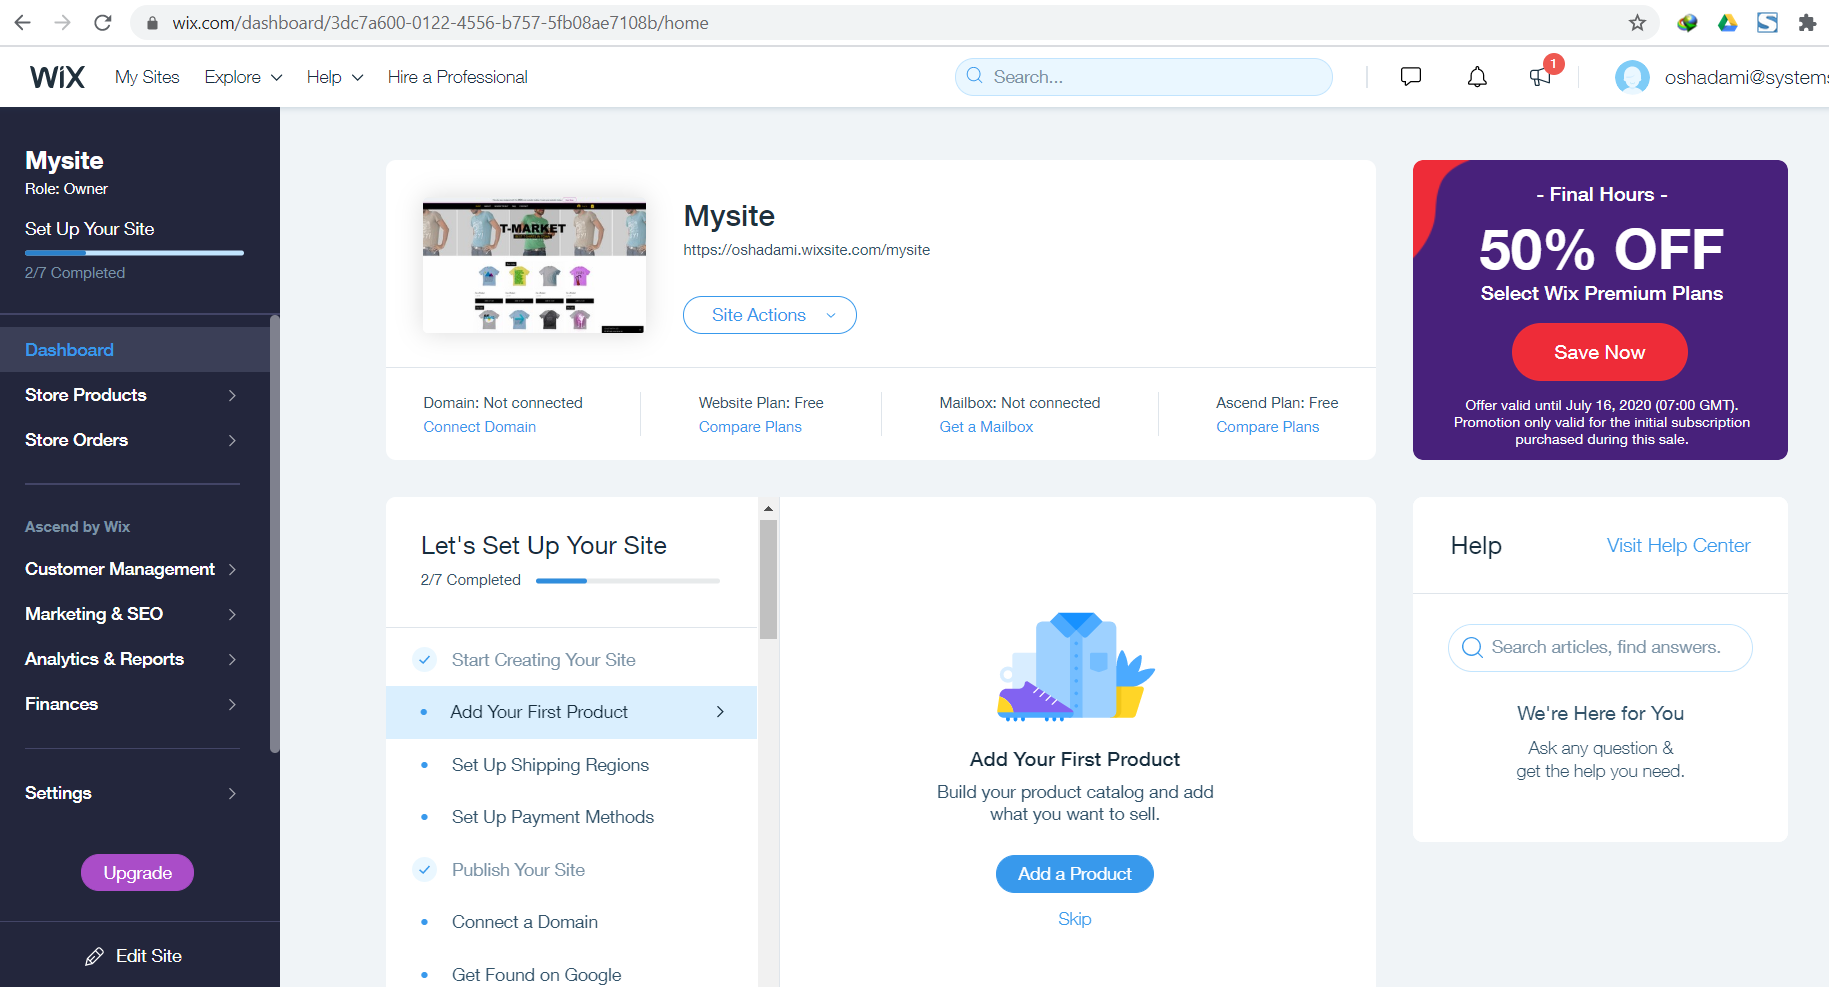 wix.com/dashboard/3dc7a600-0122-4556-b757-5fb08ae7108b/home
WiX
My Sites
Explore
Help
Hire a Professional
Search...
1
oshadami@systems
Mysite
Role: Owner
Set Up Your Site
2/7 Completed
Dashboard
Store Products
Store Orders
Ascend by Wix
Customer Management
Marketing & SEO
Analytics & Reports
Finances
Settings
Upgrade
Edit Site
T-MARKET
Mysite
https://oshadami.wixsite.com/mysite
Site Actions
Domain: Not connected
Connect Domain
Website Plan: Free
Compare Plans
Mailbox: Not connected
Get a Mailbox
Ascend Plan: Free
Compare Plans
- Final Hours -
50% OFF
Select Wix Premium Plans
Save Now
Offer valid until July 16, 2020 (07:00 GMT).
Promotion only valid for the initial subscription
purchased during this sale.
Let's Set Up Your Site
2/7 Completed
Start Creating Your Site
Add Your First Product
Set Up Shipping Regions
Set Up Payment Methods
Publish Your Site
Connect a Domain
Get Found on Google
Add Your First Product
Build your product catalog and add
what you want to sell.
Add a Product
Skip
Help
Visit Help Center
Search articles, find answers.
We're Here for You
Ask any question &
get the help you need.